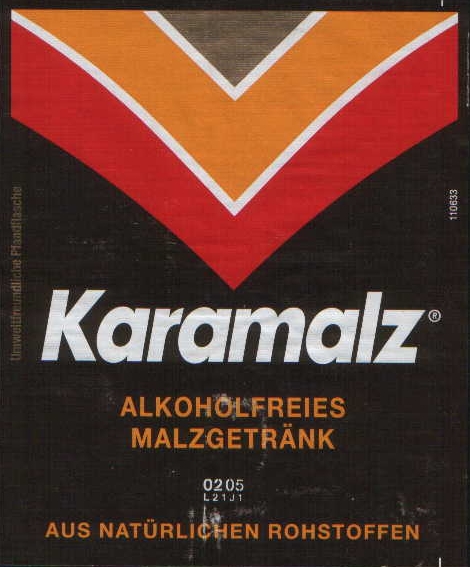 Karamalz®
ALKOHOLFREIES
MALZGETRÄNK
0205
L21J1
AUS NATÜRLICHEN ROHSTOFFEN
Umweltfreundliche Pfandflasche
110633